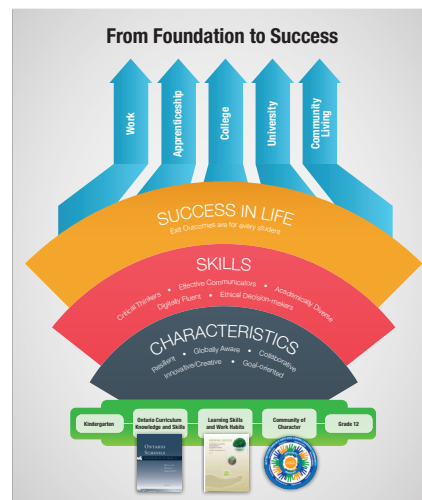 From Foundation to Success
Work
Apprenticeship
College
University
Community
Living
SUCCESS IN LIFE
Exit Outcomes are for every student
SKILLS
Critical Thinkers • Effective Communicators • Academically Diverse
Digitally Fluent • Ethical Decision-makers
CHARACTERISTICS
Resilient • Globally Aware • Collaborative
Innovative/Creative • Goal-oriented
Kindergarten
Ontario Curriculum
Knowledge and Skills
Learning Skills
and Work Habits
Community of
Character
Grade 12
ONTARIO
SCHOOLS